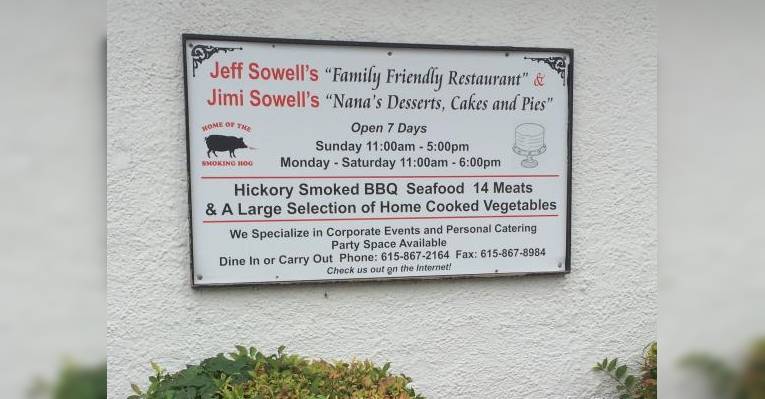 Jeff Sowell's "Family Friendly Restaurant" &
Jimi Sowell's "Nana's Desserts, Cakes and Pies"
HOME OF THE
SMOKING HOG
Open 7 Days
Sunday 11:00am - 5:00pm
Monday - Saturday 11:00am - 6:00pm
Hickory Smoked BBQ Seafood 14 Meats
& A Large Selection of Home Cooked Vegetables
We Specialize in Corporate Events and Personal Catering
Party Space Available
Dine In or Carry Out Phone: 615-867-2164 Fax: 615-867-8984
Check us out on the Internet!